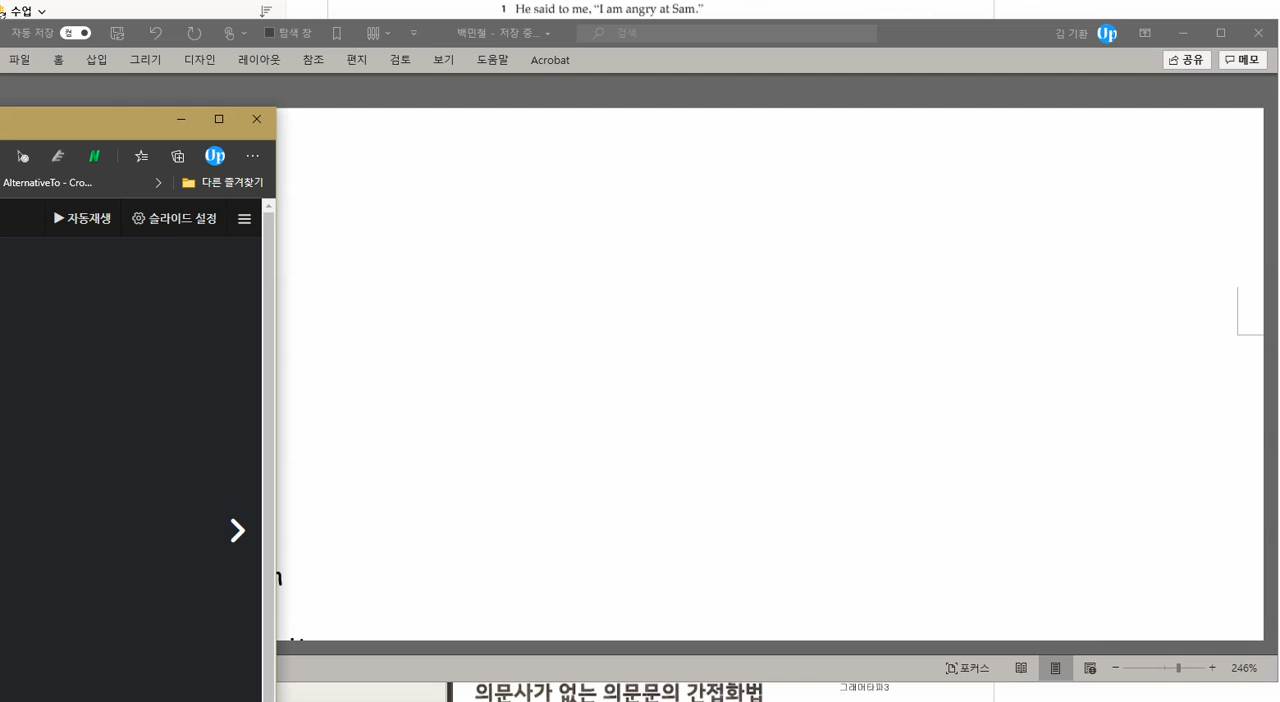 수업
1 He said to me, “I am angry at Sam.”
자동 저장 켬 탐색 창 백민철 - 저장 중... 검색 김 기환 Up
파일 홈 삽입 그리기 디자인 레이아웃 참조 편지 검토 보기 도움말 Acrobat 공유 메모
Up
AlternativeTo - Cro... 다른 즐겨찾기
자동재생 슬라이드 설정
포커스 246%
의문사가 없는 의문문의 간접화법 그래머타파3